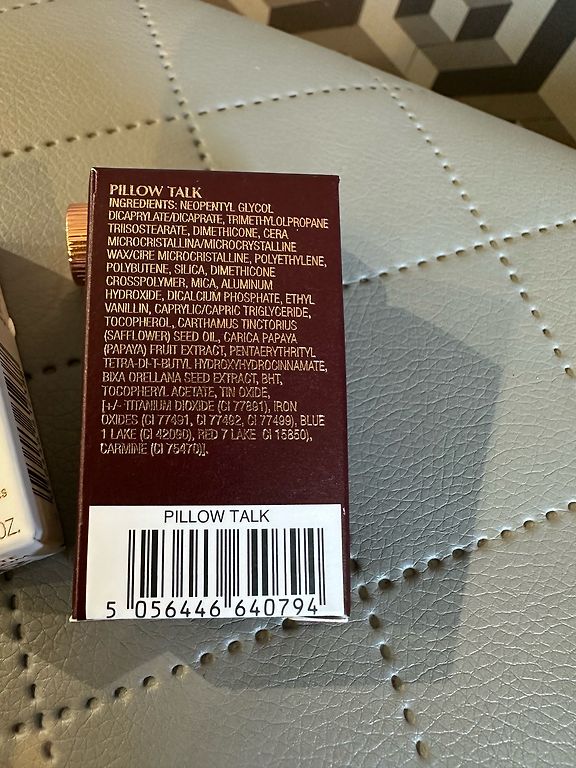 PILLOW TALK
INGREDIENTS: NEOPENTYL GLYCOL
DICAPRYLATE/DICAPRATE, TRIMETHYLOLPROPANE
TRIISOSTEARATE, DIMETHICONE, CERA
MICROCRISTALLINA/MICROCRYSTALLINE
WAX/CIRE MICROCRISTALLINE, POLYETHYLENE,
POLYBUTENE, SILICA, DIMETHICONE
CROSSPOLYMER, MICA, ALUMINUM
HYDROXIDE, DICALCIUM PHOSPHATE, ETHYL
VANILLIN, CAPRYLIC/CAPRIC TRIGLYCERIDE,
TOCOPHEROL, CARTHAMUS TINCTORIUS
(SAFFLOWER) SEED OIL, CARICA PAPAYA
(PAPAYA) FRUIT EXTRACT, PENTAERYTHRITYL
TETRA-DI-T-BUTYL HYDROXYHYDROCINNAMATE,
BIXA ORELLANA SEED EXTRACT, BHT,
TOCOPHERYL ACETATE, TIN OXIDE,
[+/- TITANIUM DIOXIDE (CI 77891), IRON
OXIDES (CI 77491, CI 77492, CI 77499), BLUE
1 LAKE (CI 42090), RED 7 LAKE CI 15850),
CARMINE (CI 75470)].
PILLOW TALK
5 056446 640794
OZ.